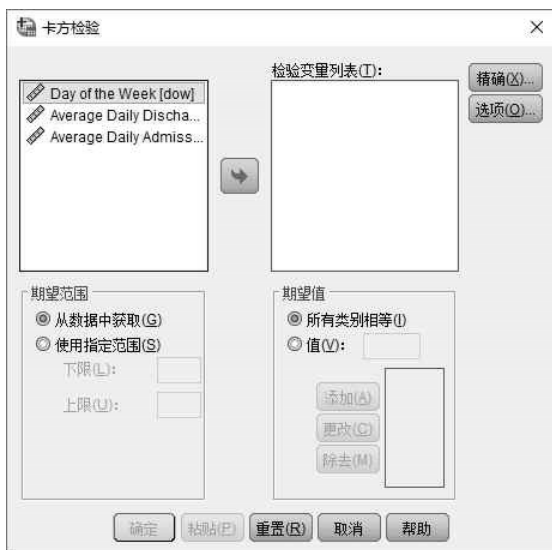 卡方检验
检验变量列表(T):
Day of the Week [dow]
Average Daily Discha...
Average Daily Admiss...
精确(X)...
选项(O)...
期望范围
从数据中获取(G)
使用指定范围(S)
下限(L):
上限(U):
期望值
所有类别相等(I)
值(V):
添加(A)
更改(C)
除去(M)
确定
粘贴(P)
重置(R)
取消
帮助